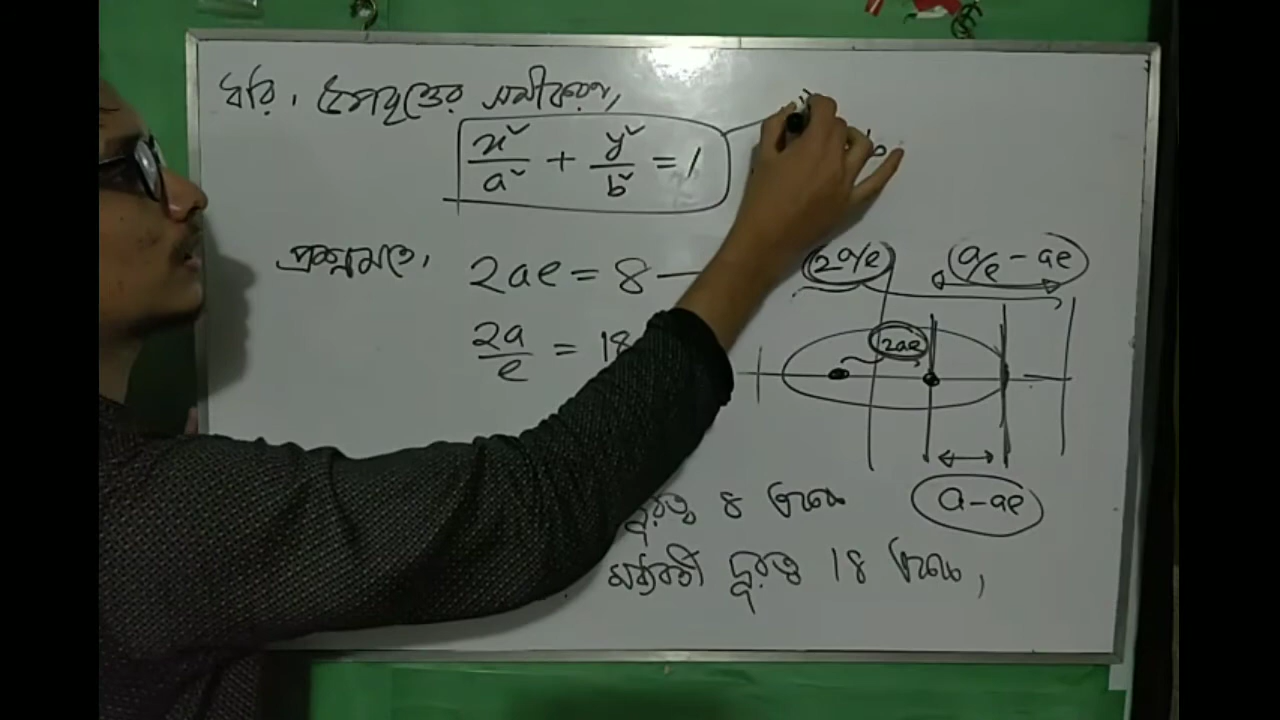 ধরি, উপবৃত্তের সমীকরণ,
x²/a² + y²/b² = 1
b
প্রশ্নমতে, 2ae = 8 —
2a/e = 18
2a/e
a/e - ae
2ae
a - ae
দূরত্ব 8 একক
মধ্যবর্তী দূরত্ব 18 একক,